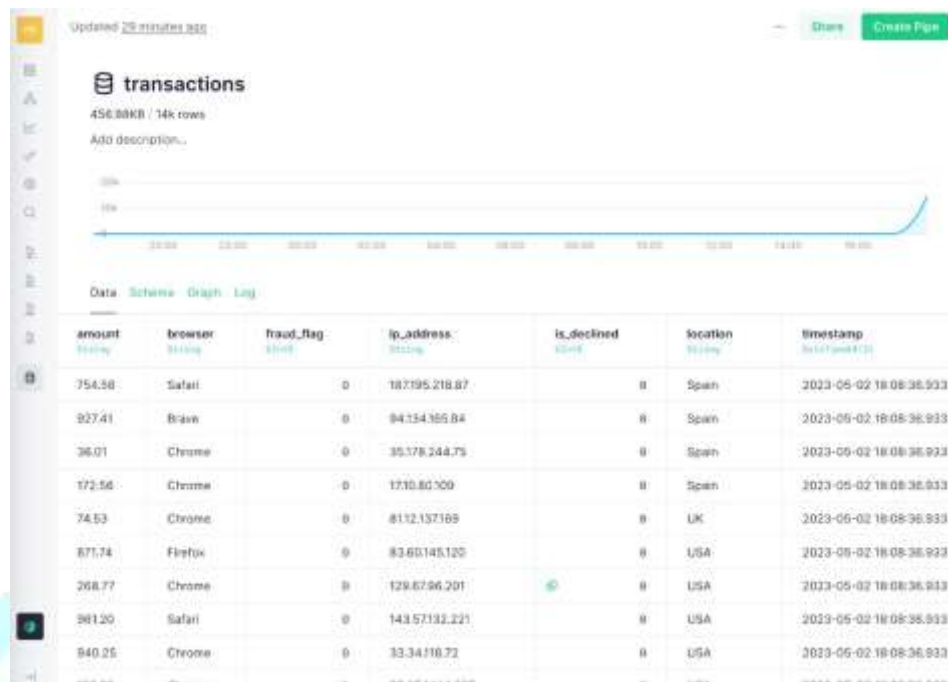 Updated 29 minutes ago
Share
Create Pipe
transactions
456.88KB / 14k rows
Add description...
0
Data Schema Graph Log
amount browser fraud_flag ip_address is_declined location timestamp
String String String String
754.56 Safari 0 187.195.218.87 0 Spain 2023-05-02 18:08:36.933
927.41 Brave 0 94.134.165.84 0 Spain 2023-05-02 18:08:36.933
36.01 Chrome 0 35.178.244.75 0 Spain 2023-05-02 18:08:36.933
172.56 Chrome 0 17.10.80.109 0 Spain 2023-05-02 18:08:36.933
74.53 Chrome 0 81.12.137.169 0 UK 2023-05-02 18:08:36.933
871.74 Firefox 0 83.60.145.120 0 USA 2023-05-02 18:08:36.933
268.77 Chrome 0 129.67.96.201 0 USA 2023-05-02 18:08:36.933
981.20 Safari 0 143.57.132.221 0 USA 2023-05-02 18:08:36.933
940.25 Chrome 0 33.34.118.72 0 USA 2023-05-02 18:08:36.933